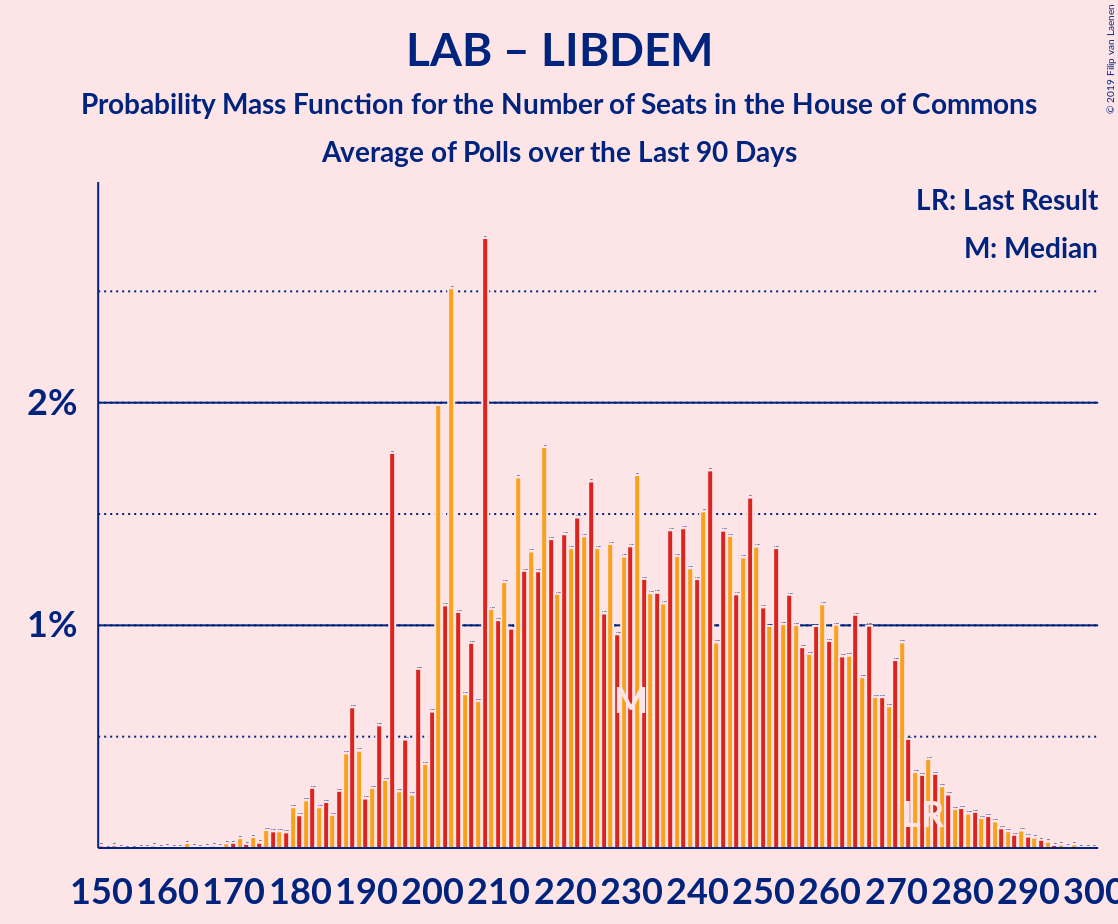 LAB – LIBDEM
Probability Mass Function for the Number of Seats in the House of Commons
Average of Polls over the Last 90 Days
© 2019 Filip van Laenen
LR: Last Result
M: Median
2%
1%
M
LR
150 160 170 180 190 200 210 220 230 240 250 260 270 280 290 300